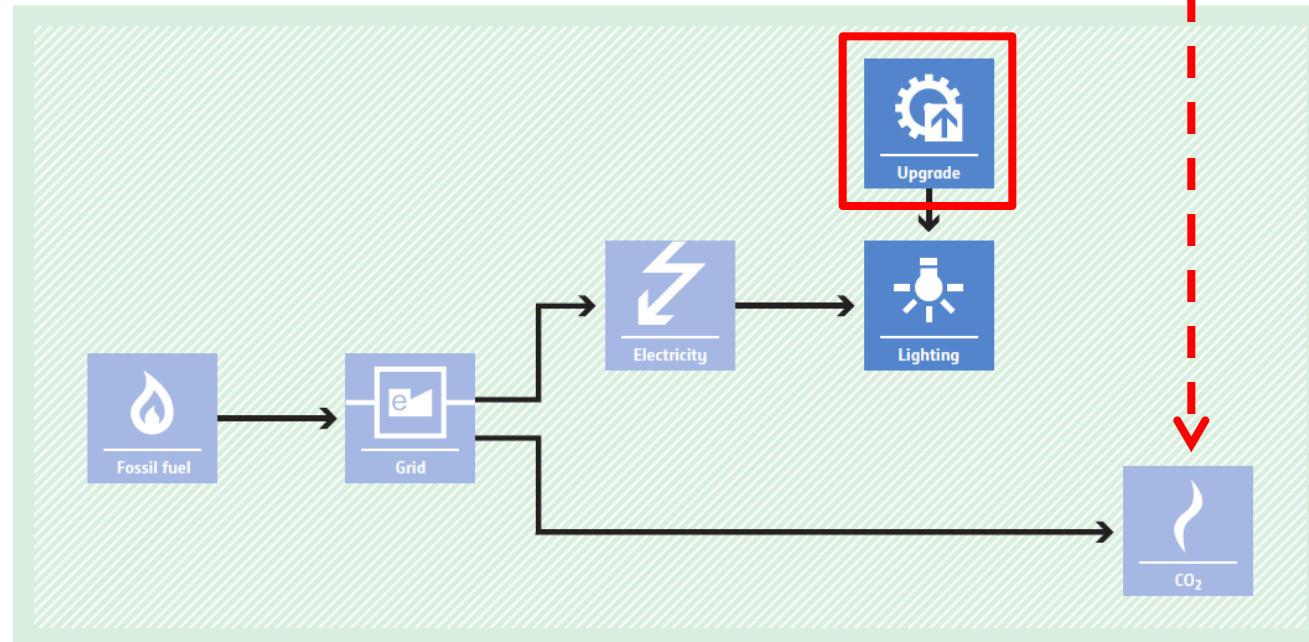 Upgrade
Electricity
Lighting
Fossil fuel
e
Grid
CO₂